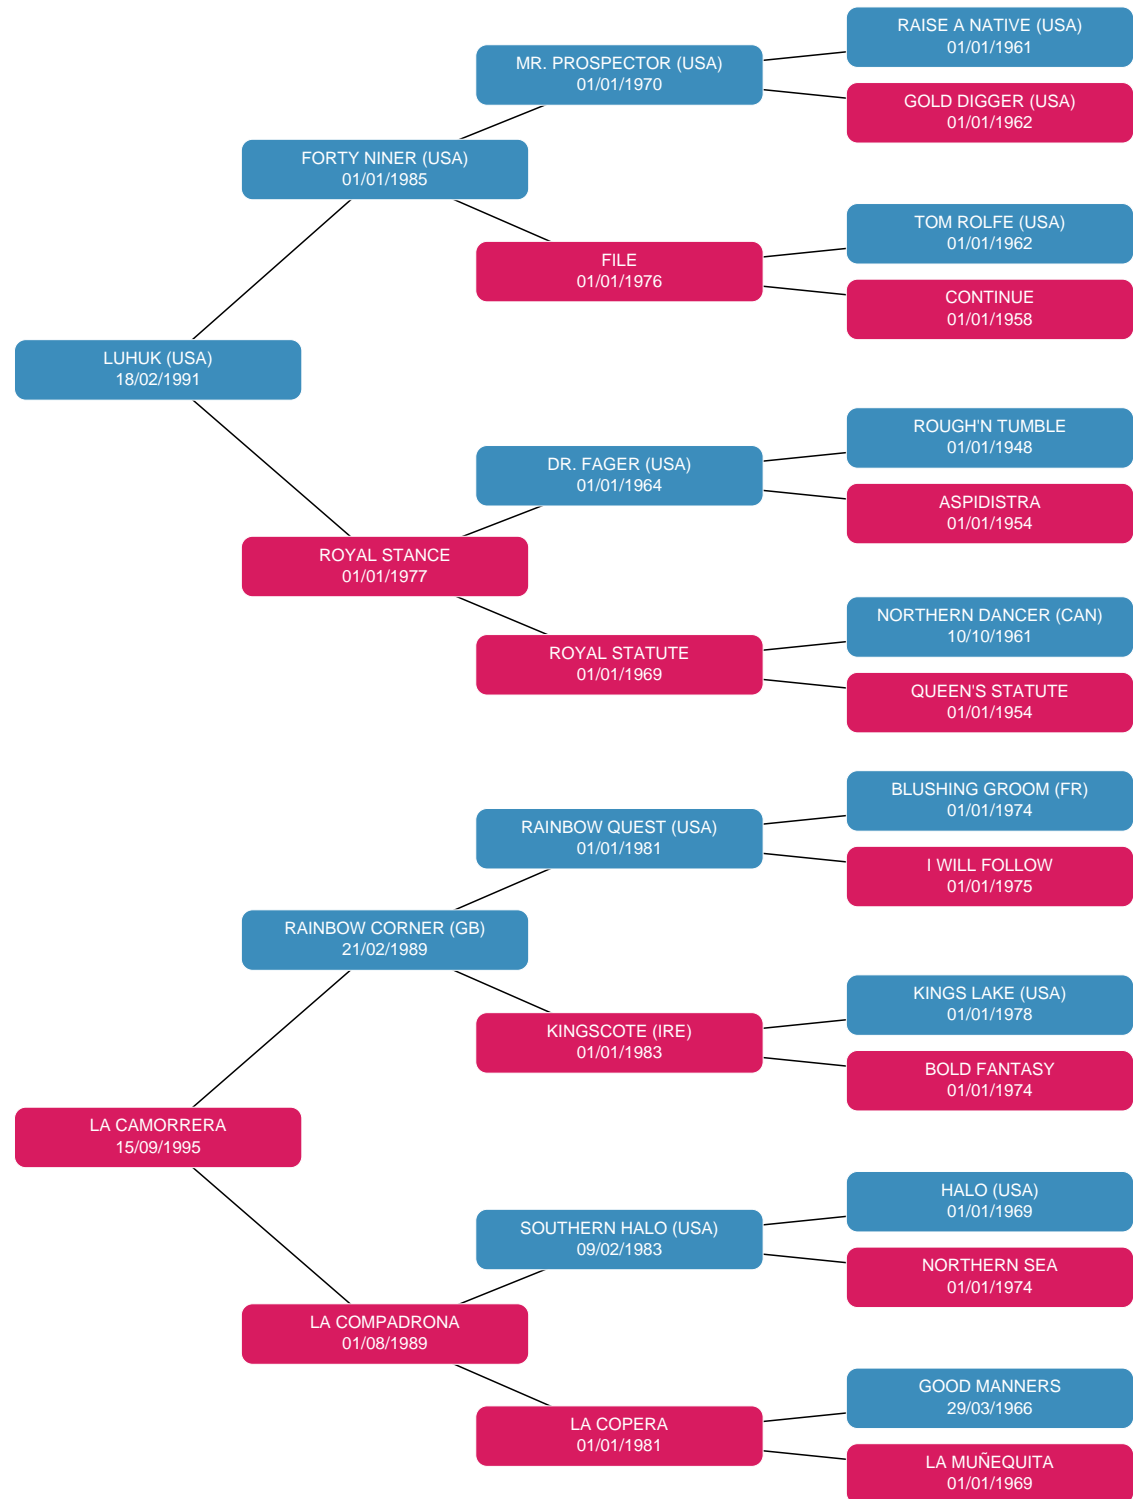 RAISE A NATIVE (USA)
01/01/1961
MR. PROSPECTOR (USA)
01/01/1970
GOLD DIGGER (USA)
01/01/1962
FORTY NINER (USA)
01/01/1985
TOM ROLFE (USA)
01/01/1962
FILE
01/01/1976
CONTINUE
01/01/1958
LUHUK (USA)
18/02/1991
ROUGH'N TUMBLE
01/01/1948
DR. FAGER (USA)
01/01/1964
ASPIDISTRA
01/01/1954
ROYAL STANCE
01/01/1977
NORTHERN DANCER (CAN)
10/10/1961
ROYAL STATUTE
01/01/1969
QUEEN'S STATUTE
01/01/1954
BLUSHING GROOM (FR)
01/01/1974
RAINBOW QUEST (USA)
01/01/1981
I WILL FOLLOW
01/01/1975
RAINBOW CORNER (GB)
21/02/1989
KINGS LAKE (USA)
01/01/1978
KINGSCOTE (IRE)
01/01/1983
BOLD FANTASY
01/01/1974
LA CAMORRERA
15/09/1995
HALO (USA)
01/01/1969
SOUTHERN HALO (USA)
09/02/1983
NORTHERN SEA
01/01/1974
LA COMPADRONA
01/08/1989
GOOD MANNERS
29/03/1966
LA COPERA
01/01/1981
LA MUÑEQUITA
01/01/1969